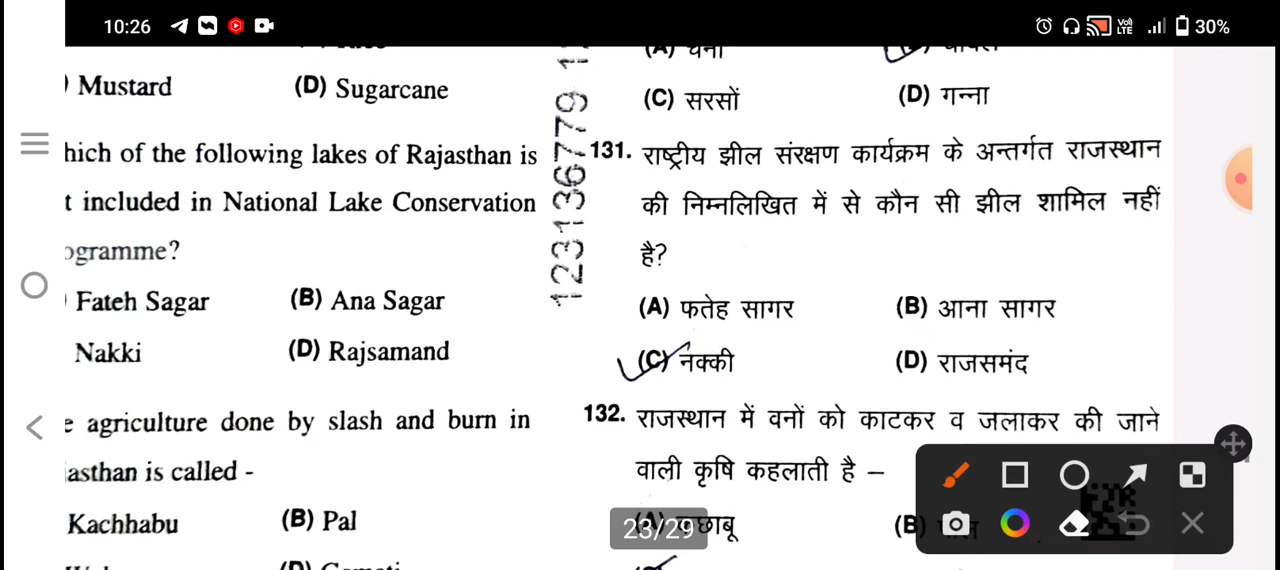 10:26
30%
Mustard
(D) Sugarcane
hich of the following lakes of Rajasthan is
t included in National Lake Conservation
ogramme?
Fateh Sagar
(B) Ana Sagar
Nakki
(D) Rajsamand
e agriculture done by slash and burn in
asthan is called -
Kachhabu
(B) Pal
123136779
(A) चना
(C) सरसों
(D) गन्ना
131. राष्ट्रीय झील संरक्षण कार्यक्रम के अन्तर्गत राजस्थान
की निम्नलिखित में से कौन सी झील शामिल नहीं
है?
(A) फतेह सागर
(B) आना सागर
(C) नक्की
(D) राजसमंद
132. राजस्थान में वनों को काटकर व जलाकर की जाने
वाली कृषि कहलाती है –
23/29